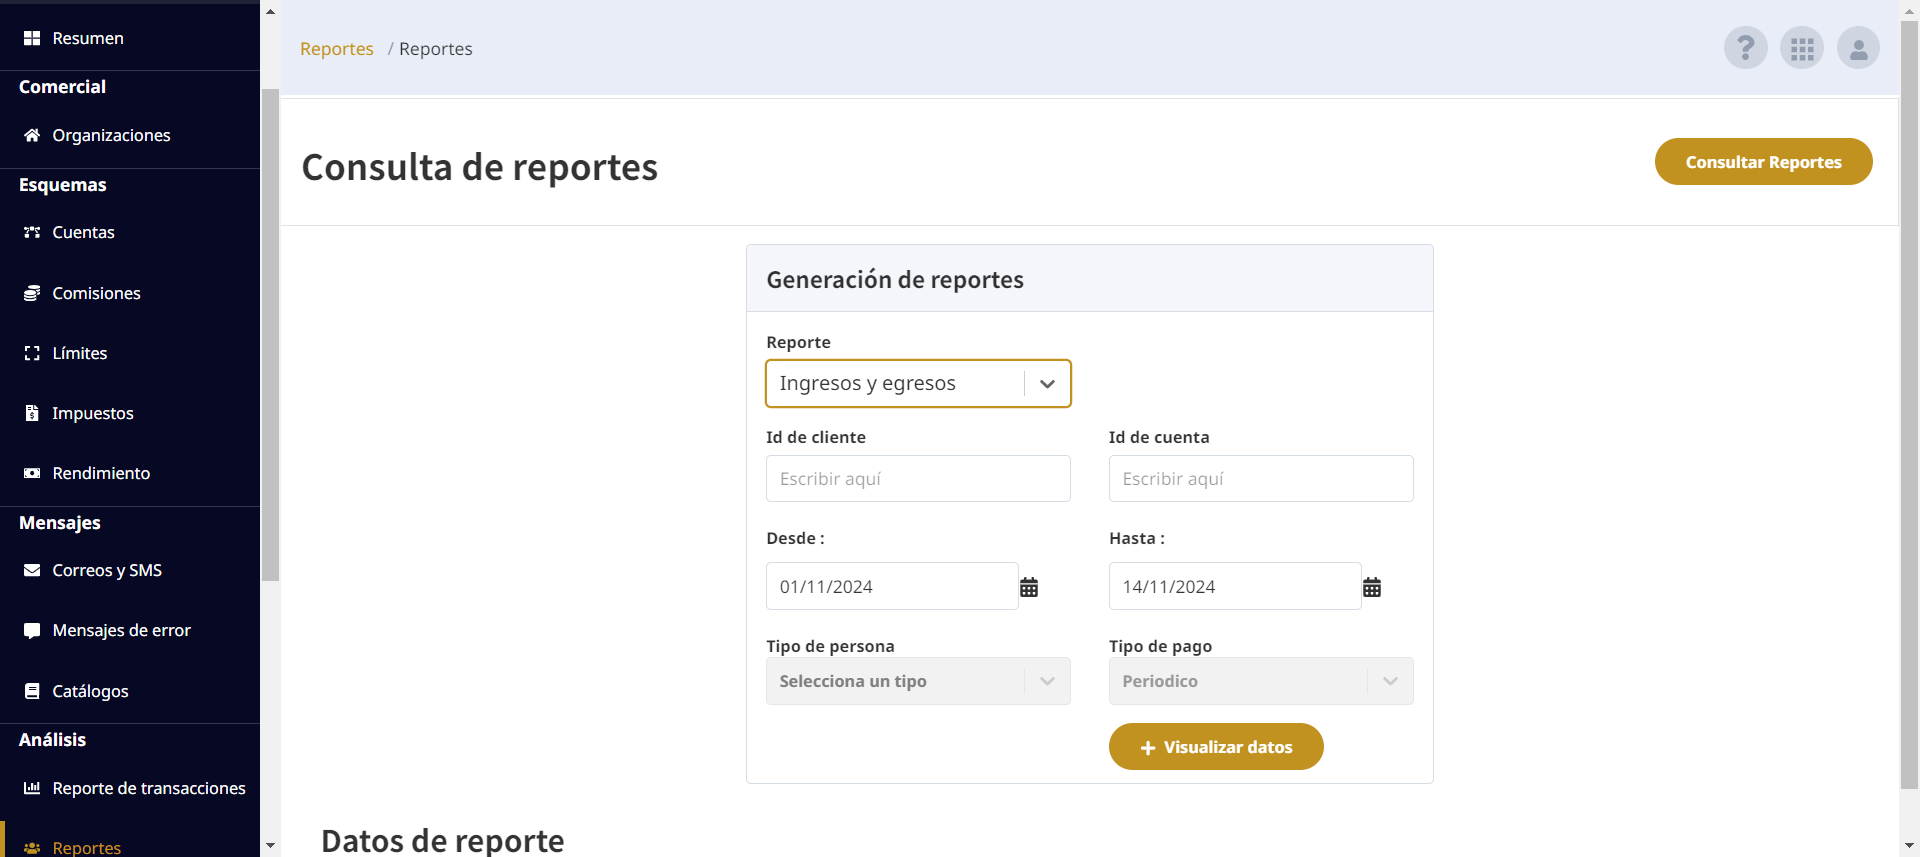 Resumen
Comercial
Organizaciones
Esquemas
Cuentas
Comisiones
Límites
Impuestos
Rendimiento
Mensajes
Correos y SMS
Mensajes de error
Catálogos
Análisis
Reporte de transacciones
Reportes
Reportes / Reportes
Consulta de reportes
Consultar Reportes
Generación de reportes
Reporte
Ingresos y egresos
Id de cliente
Escribir aquí
Id de cuenta
Escribir aquí
Desde :
01/11/2024
Hasta :
14/11/2024
Tipo de persona
Selecciona un tipo
Tipo de pago
Periodico
+ Visualizar datos
Datos de reporte